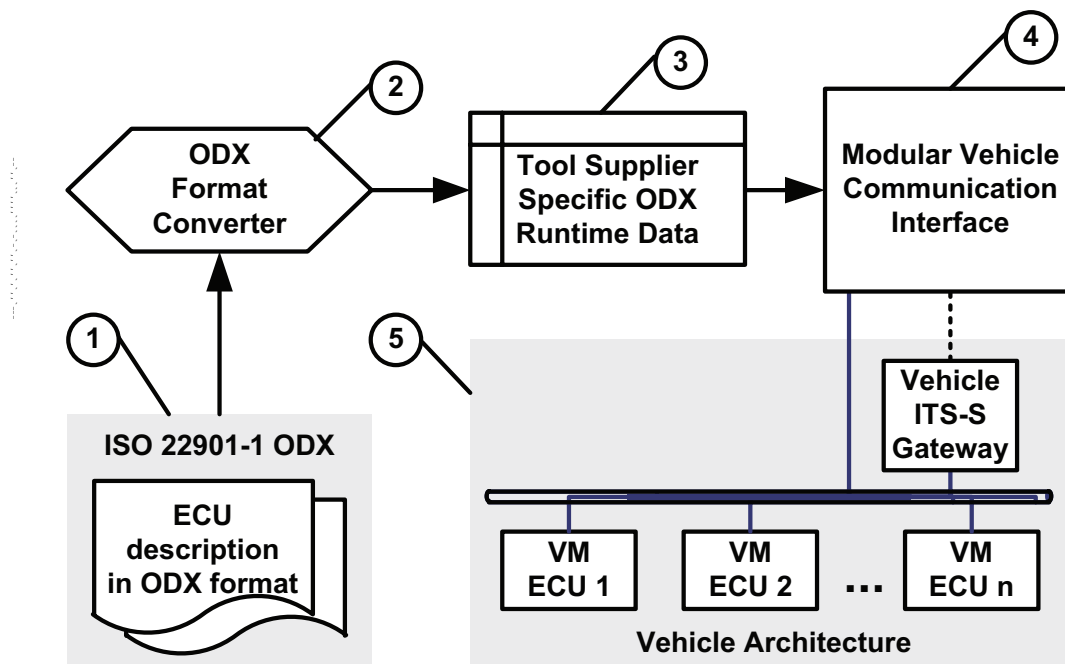 4
3
2
ODX
Format
Converter
Tool Supplier
Specific ODX
Runtime Data
Modular Vehicle
Communication
Interface
1
5
ISO 22901-1 ODX
ECU
description
in ODX format
Vehicle
ITS-S
Gateway
VM
ECU 1
VM
ECU 2
...
VM
ECU n
Vehicle Architecture